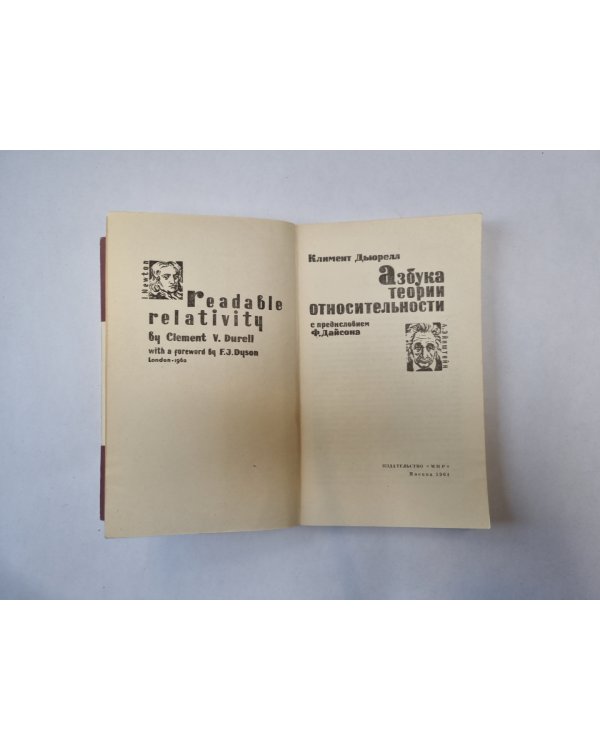 I. Newton
readable
relativity
by Clement V. Durell
with a foreword by F.J. Dyson
London-1960
Климент Дьюрелл
азбука
теории
относительности
с предисловием
Ф. Дайсона
А. Эйнштейн
ИЗДАТЕЛЬСТВО «МИР»
Москва 1964